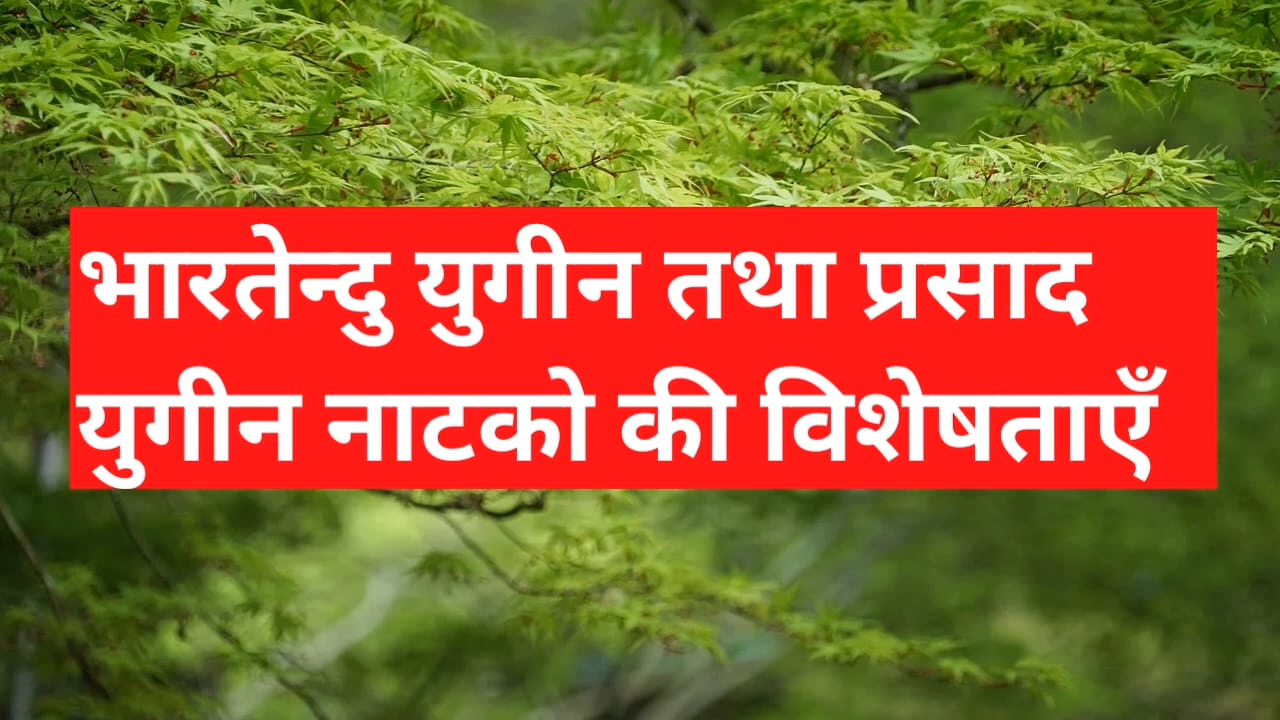 भारतेन्दु युगीन तथा प्रसाद
युगीन नाटको की विशेषताएँ